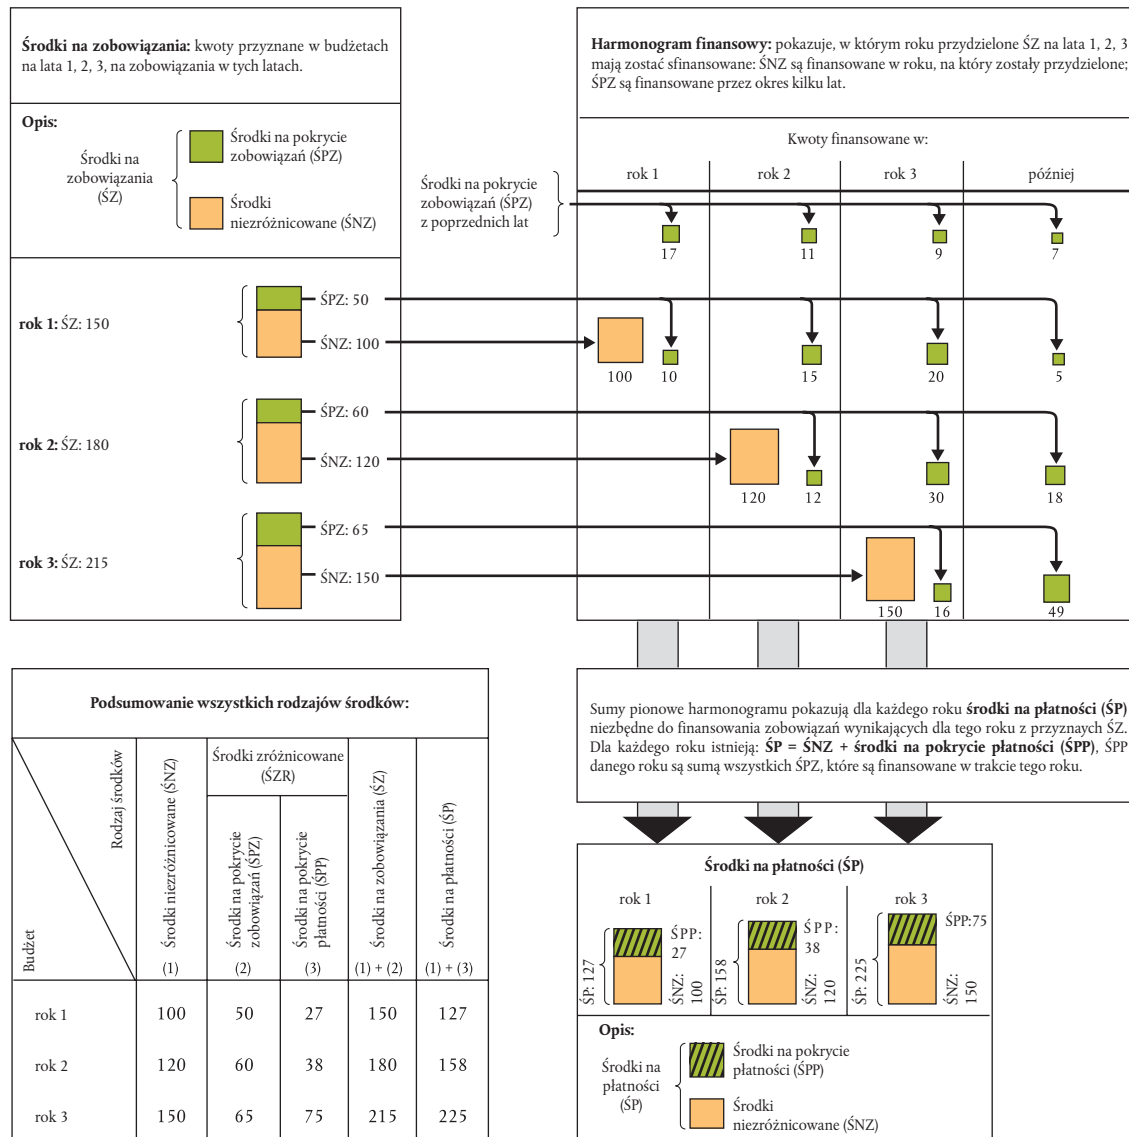 Środki na zobowiązania: kwoty przyznane w budżetach
na lata 1, 2, 3, na zobowiązania w tych latach.
Opis:
Środki na
zobowiązania
(ŚZ)
Środki na pokrycie
zobowiązań (ŚPZ)
Środki
niezróżnicowane (ŚNZ)
Harmonogram finansowy: pokazuje, w którym roku przydzielone ŚZ na lata 1, 2, 3
mają zostać sfinansowane: ŚNZ są finansowane w roku, na który zostały przydzielone;
ŚPZ są finansowane przez okres kilku lat.
Kwoty finansowane w:
rok 1
rok 2
rok 3
później
Środki na pokrycie
zobowiązań (ŚPZ)
z poprzednich lat
17
11
9
7
rok 1: ŚZ: 150
ŚPZ: 50
ŚNZ: 100
100
10
15
20
5
rok 2: ŚZ: 180
ŚPZ: 60
ŚNZ: 120
120
12
30
18
rok 3: ŚZ: 215
ŚPZ: 65
ŚNZ: 150
150
16
49
Podsumowanie wszystkich rodzajów środków:
Rodzaj środków
Budżet
Środki niezróżnicowane (ŚNZ)
Środki zróżnicowane
(ŚZR)
Środki na pokrycie
zobowiązań (ŚPZ)
Środki na pokrycie
płatności (ŚPP)
Środki na zobowiązania (ŚZ)
Środki na płatności (ŚP)
(1)
(2)
(3)
(1) + (2)
(1) + (3)
rok 1 100 50 27 150 127
rok 2 120 60 38 180 158
rok 3 150 65 75 215 225
Sumy pionowe harmonogramu pokazują dla każdego roku środki na płatności (ŚP)
niezbędne do finansowania zobowiązań wynikających dla tego roku z przyznych ŚZ.
Dla każdego roku istnieją: ŚP = ŚNZ + środki na pokrycie płatności (ŚPP), ŚPP
danego roku są sumą wszystkich ŚPZ, które są finansowane w trakcie tego roku.
Środki na płatności (ŚP)
rok 1
rok 2
rok 3
ŚP: 127
ŚPP:
27
ŚNZ:
100
ŚP: 158
ŚPP:
38
ŚNZ:
120
ŚP: 225
ŚPP:75
ŚNZ:
150
Opis:
Środki na
płatności
(ŚP)
Środki na pokrycie
płatności (ŚPP)
Środki
niezróżnicowane (ŚNZ)